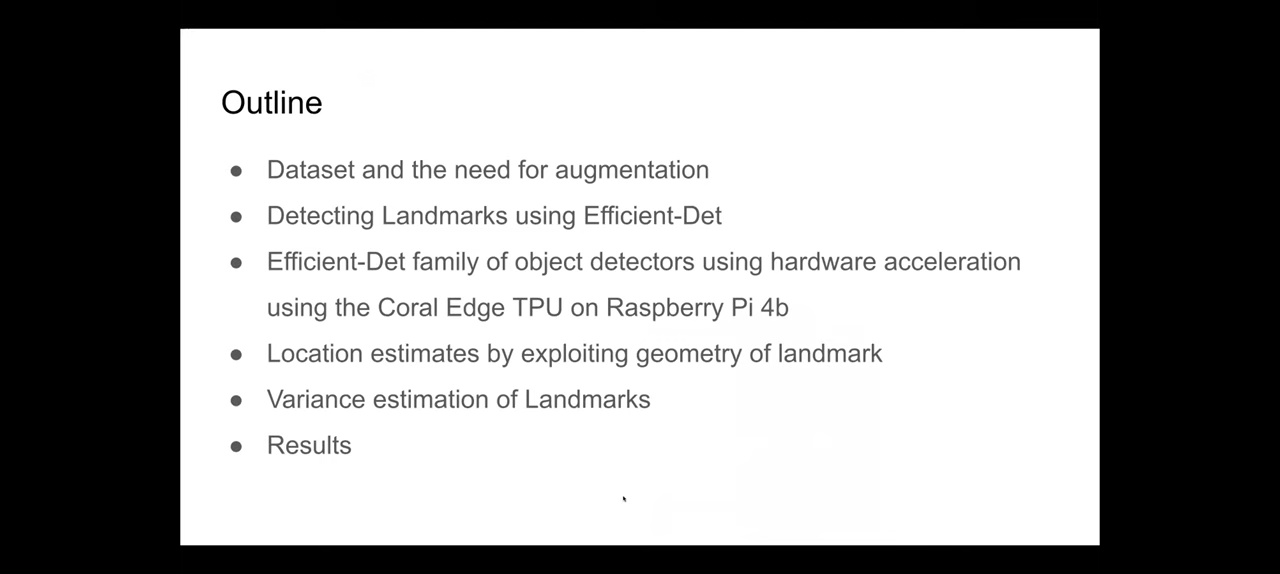 Outline
● Dataset and the need for augmentation
● Detecting Landmarks using Efficient-Det
● Efficient-Det family of object detectors using hardware acceleration
using the Coral Edge TPU on Raspberry Pi 4b
● Location estimates by exploiting geometry of landmark
● Variance estimation of Landmarks
● Results